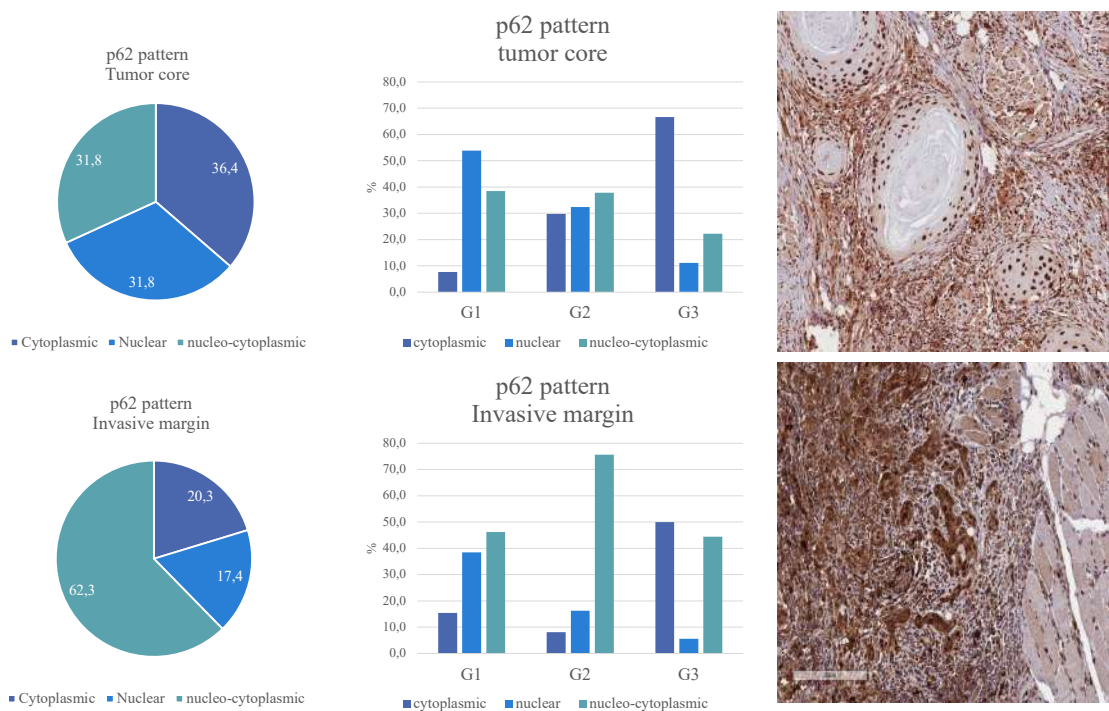 p62 pattern
Tumor core
31,8
36,4
31,8
Cytoplasmic Nuclear nucleo-cytoplasmic
p62 pattern
tumor core
80,0
70,0
60,0
50,0
40,0
30,0
20,0
10,0
0,0
%
G1 G2 G3
cytoplasmic nuclear nucleo-cytoplasmic
p62 pattern
Invasive margin
20,3
17,4
62,3
Cytoplasmic Nuclear nucleo-cytoplasmic
p62 pattern
Invasive margin
80,0
70,0
60,0
50,0
40,0
30,0
20,0
10,0
0,0
%
G1 G2 G3
cytoplasmic nuclear nucleo-cytoplasmic